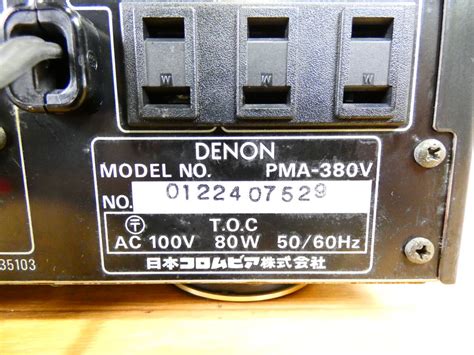 W W W
DENON
MODEL NO. PMA-380V
NO. 0122407529
〒 T.O.C
AC 100V 80W 50/60Hz
日本コロムビア株式会社
35103